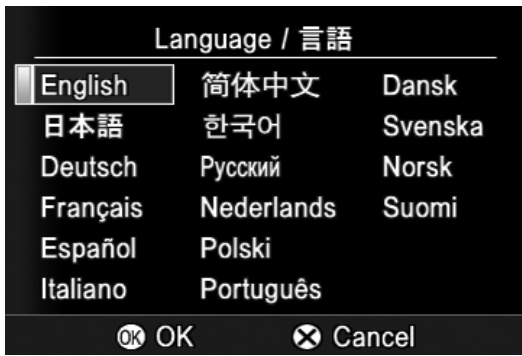 Language / 言語
English 简体中文 Dansk
日本語 한국어 Svenska
Deutsch Русский Norsk
Français Nederlands Suomi
Español Polski
Italiano Português
OK OK Cancel